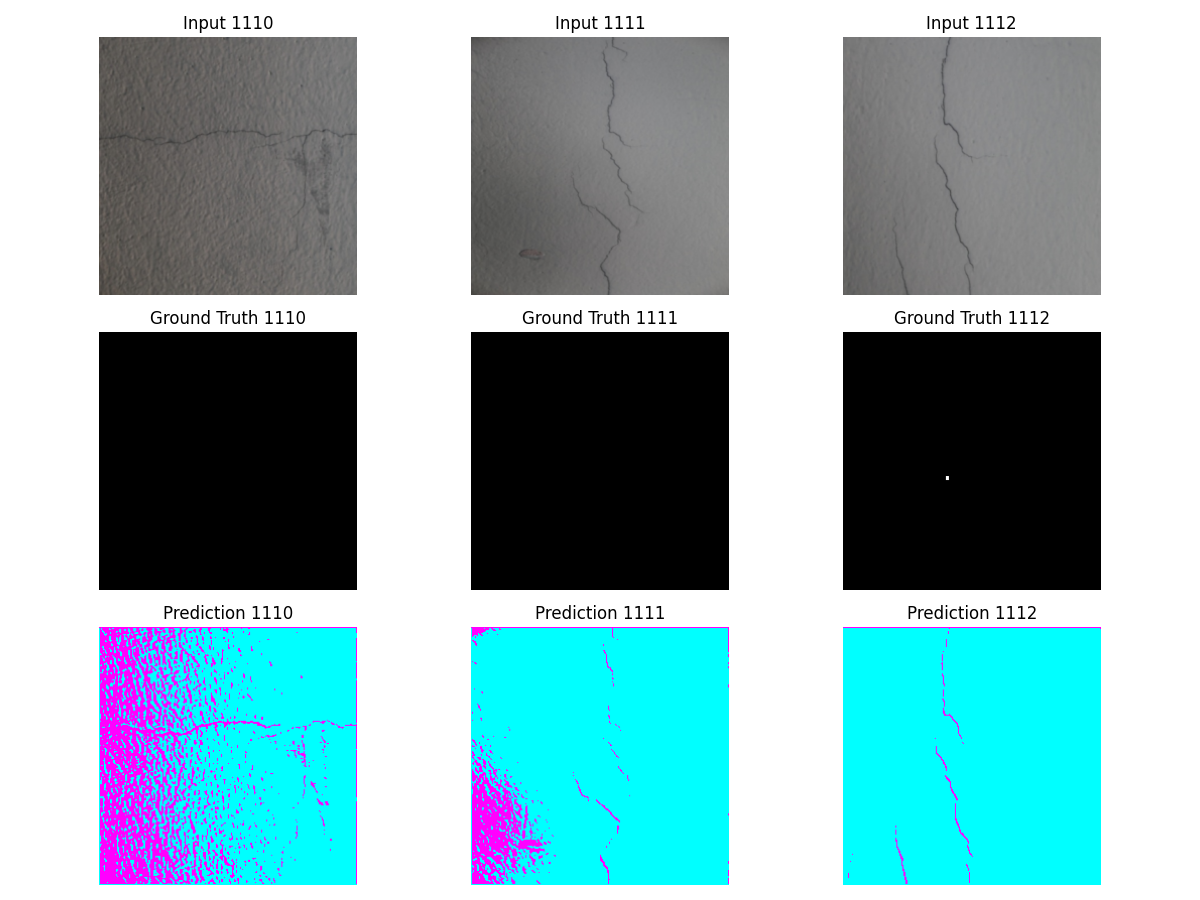 Input 1110
Input 1111
Input 1112
Ground Truth 1110
Ground Truth 1111
Ground Truth 1112
Prediction 1110
Prediction 1111
Prediction 1112